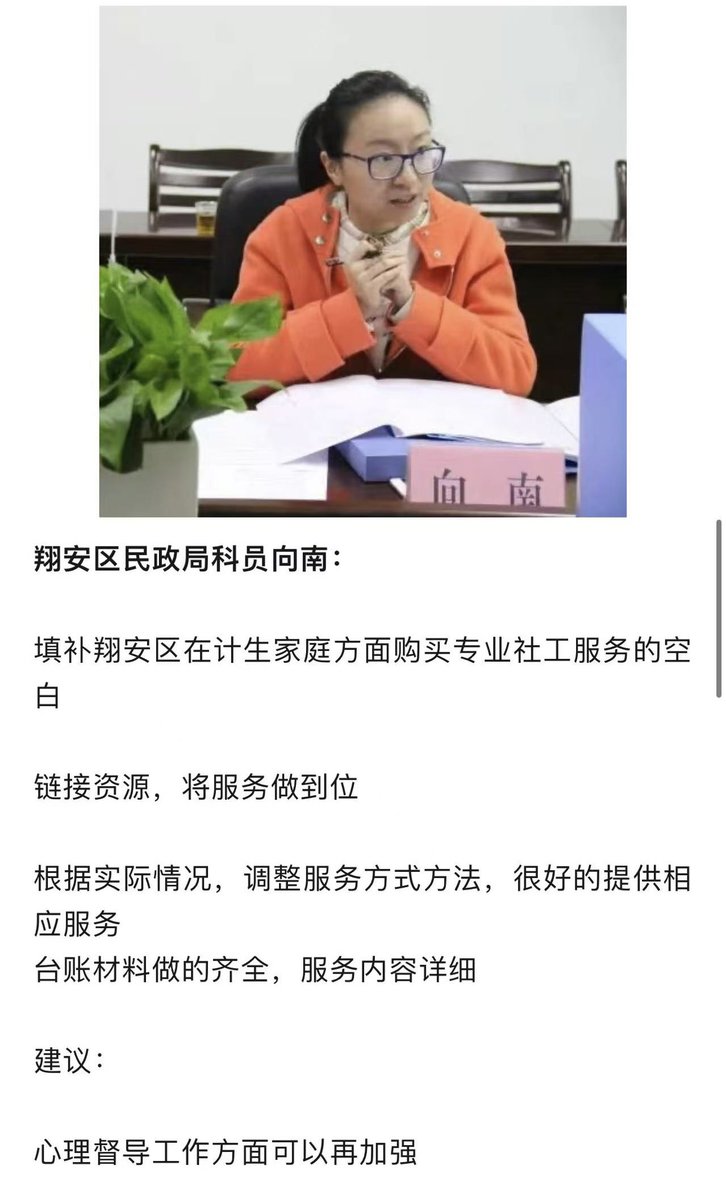 向 南
翔安区民政局科员向南：
填补翔安区在计生家庭方面购买专业社工服务的空
白
链接资源，将服务做到位
根据实际情况，调整服务方式方法，很好的提供相
应服务
台账材料做的齐全，服务内容详细
建议：
心理督导工作方面可以再加强